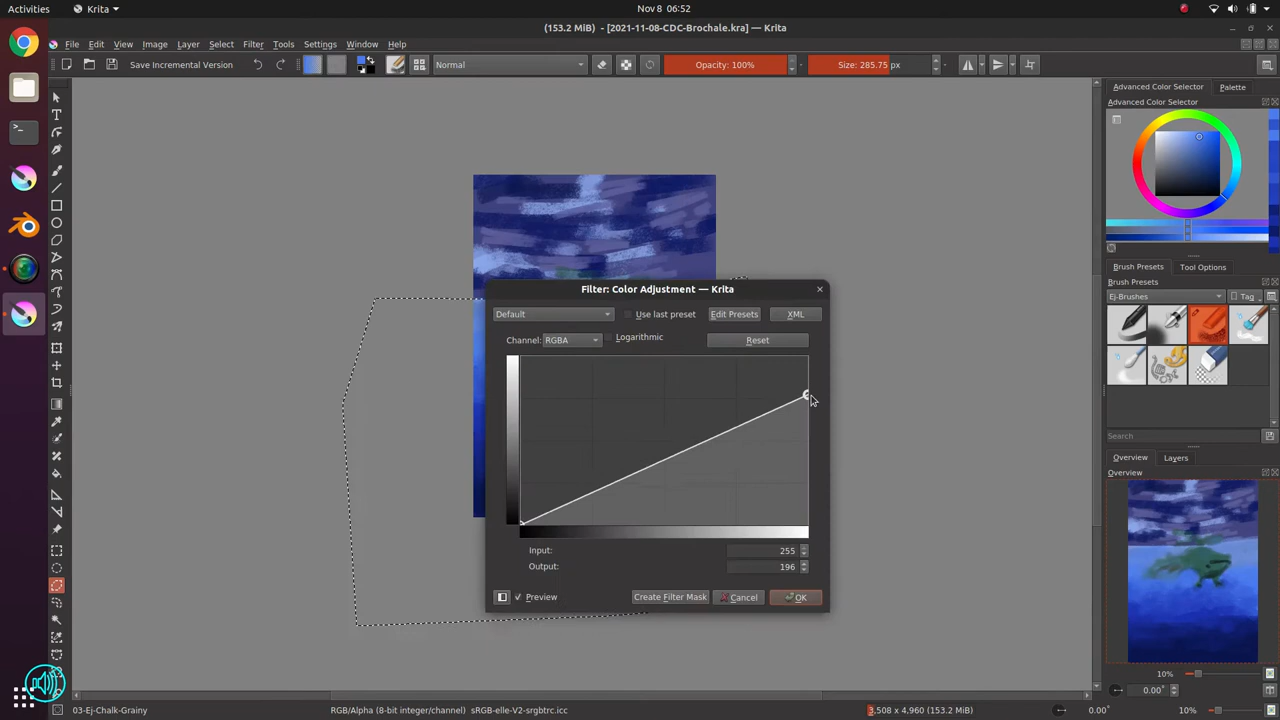 Activities
Krita
Nov 8 06:52
(153.2 MiB) - [2021-11-08-CDC-Brochale.kra] — Krita
File Edit View Image Layer Select Filter Tools Settings Window Help
Save Incremental Version
Normal
Opacity: 100%
Size: 285.75 px
Advanced Color Selector
Palette
Advanced Color Selector
Filter: Color Adjustment — Krita
Default
Use last preset
Edit Presets
XML
Channel: RGBA
Logarithmic
Reset
Input:
255
Output:
196
Preview
Create Filter Mask
Cancel
OK
Brush Presets
Tool Options
Brush Presets
Ej-Brushes
Tag
Search
Overview
Layers
Overview
10%
0.00°
03-Ej-Chalk-Grainy
RGB/Alpha (8-bit integer/channel) sRGB-elle-V2-srgbtrc.icc
3,508 x 4,960 (153.2 MiB)
0.00°
10%